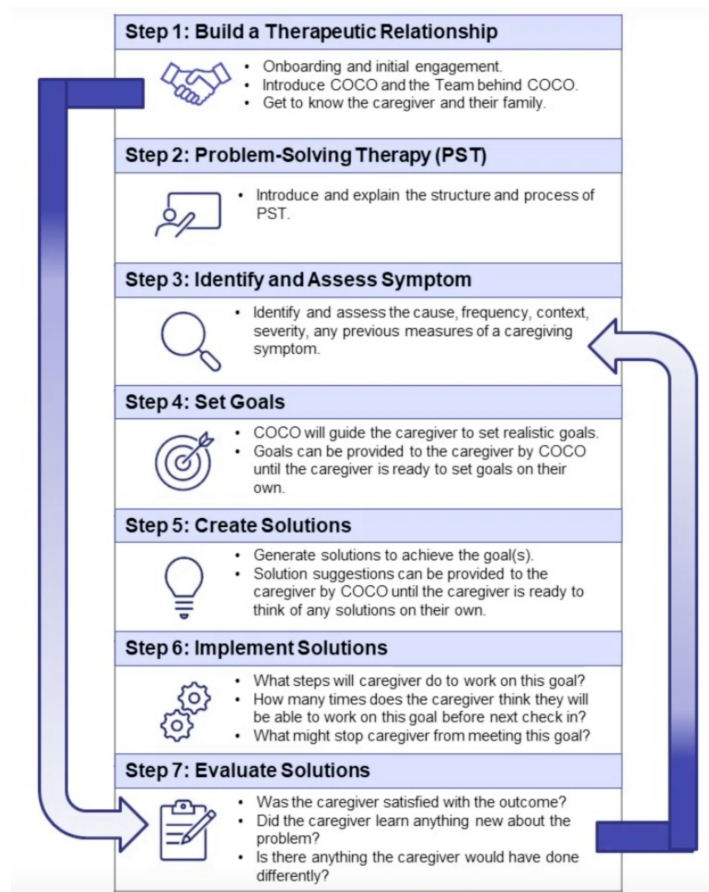 Step 1: Build a Therapeutic Relationship
• Onboarding and initial engagement.
• Introduce COCO and the Team behind COCO.
• Get to know the caregiver and their family.
Step 2: Problem-Solving Therapy (PST)
• Introduce and explain the structure and process of
PST.
Step 3: Identify and Assess Symptom
• Identify and assess the cause, frequency, context,
severity, any previous measures of a caregiving
symptom.
Step 4: Set Goals
• COCO will guide the caregiver to set realistic goals.
• Goals can be provided to the caregiver by COCO
until the caregiver is ready to set goals on their
own.
Step 5: Create Solutions
• Generate solutions to achieve the goal(s).
• Solution suggestions can be provided to the
caregiver by COCO until the caregiver is ready to
think of any solutions on their own.
Step 6: Implement Solutions
• What steps will caregiver do to work on this goal?
• How many times does the caregiver think they will
be able to work on this goal before next check in?
• What might stop caregiver from meeting this goal?
Step 7: Evaluate Solutions
• Was the caregiver satisfied with the outcome?
• Did the caregiver learn anything new about the
problem?
• Is there anything the caregiver would have done
differently?